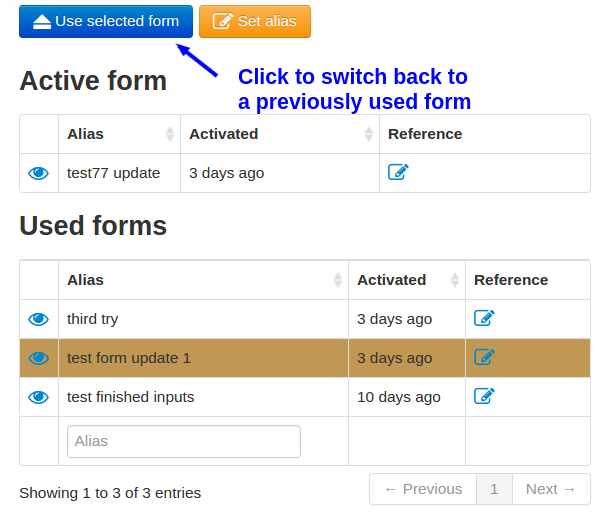 Use selected form Set alias
Click to switch back to
a previously used form
Active form
Alias Activated Reference
test77 update 3 days ago
Used forms
Alias Activated Reference
third try 3 days ago
test form update 1 3 days ago
test finished inputs 10 days ago
Alias
Showing 1 to 3 of 3 entries ← Previous 1 Next →